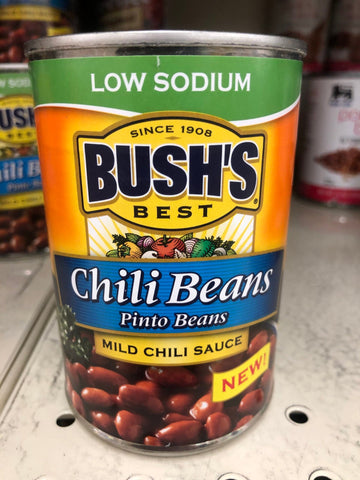 LOW SODIUM
SINCE 1908
BUSH'S
®
BEST
Chili Beans
Pinto Beans
MILD CHILI SAUCE
NEW!